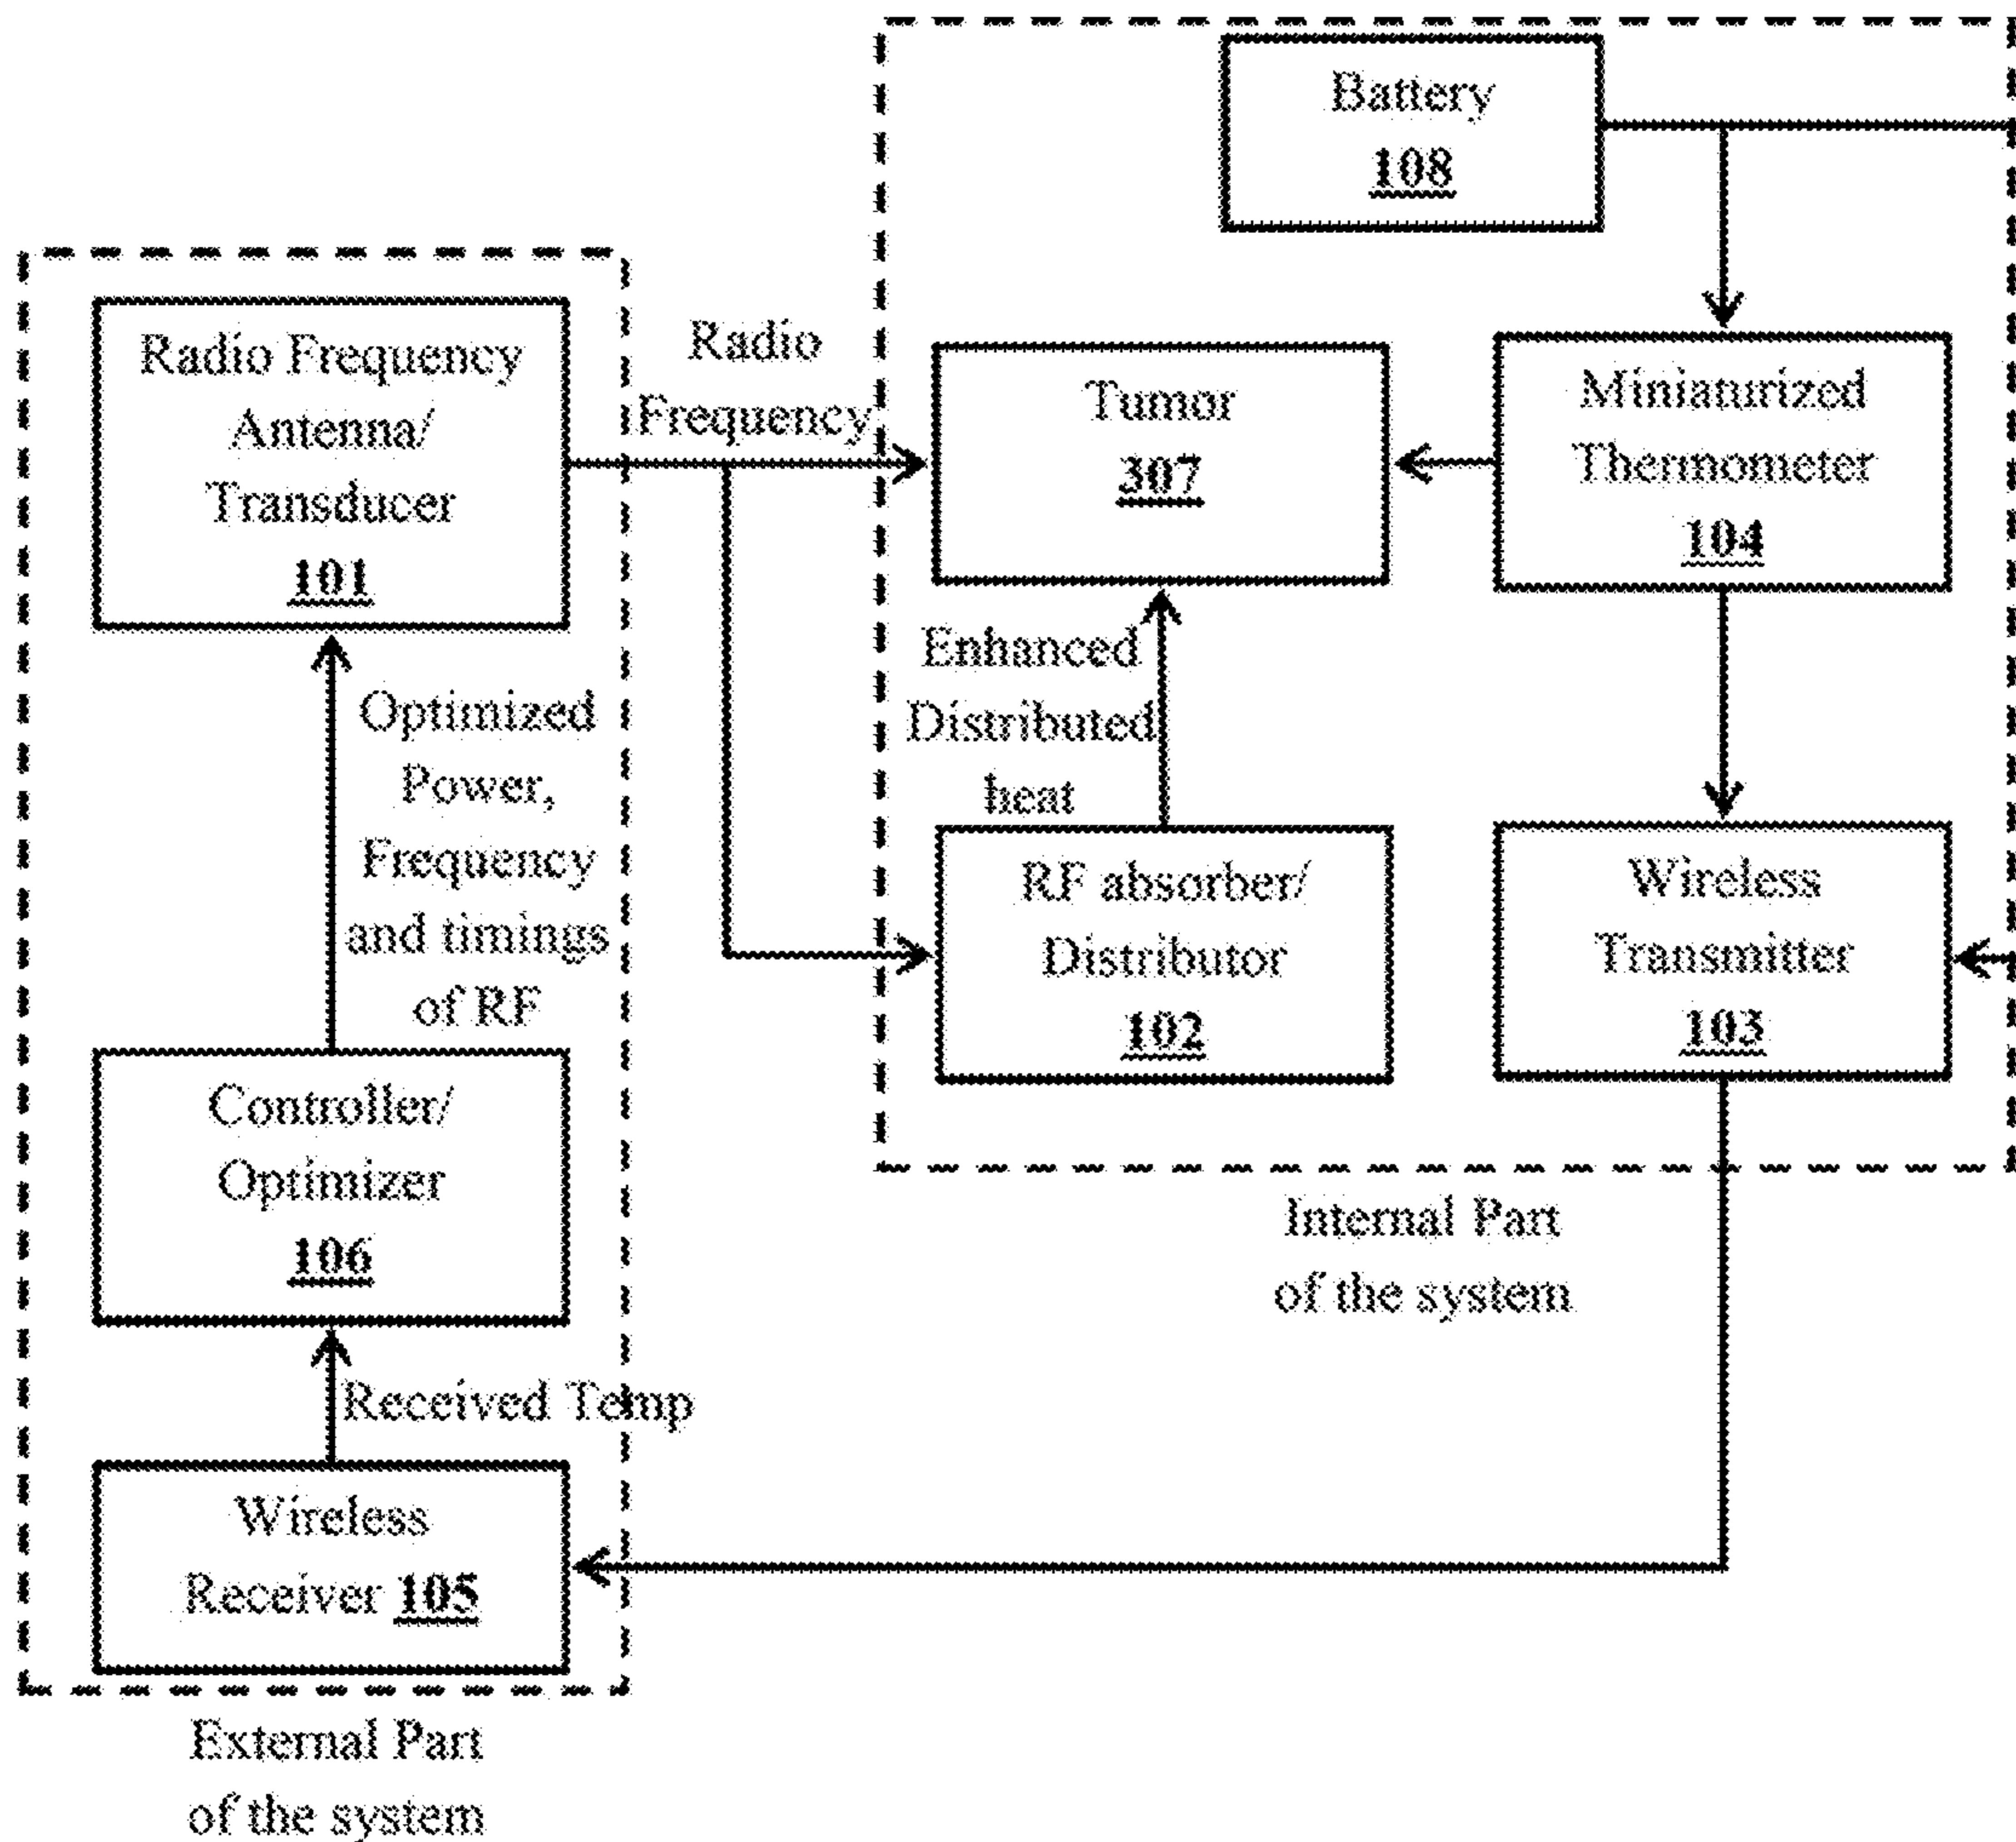 Battery
108
Radio Frequency
Antenna/
Transducer
101
Radio
Frequency
Tumor
307
Miniaturized
Thermometer
104
Optimized
Power,
Frequency
and timings
of RF
Enhanced
Distributed
heat
RF absorber/
Distributor
102
Wireless
Transmitter
103
Controller/
Optimizer
106
Internal Part
of the system
Received Temp
Wireless
Receiver 105
External Part
of the system